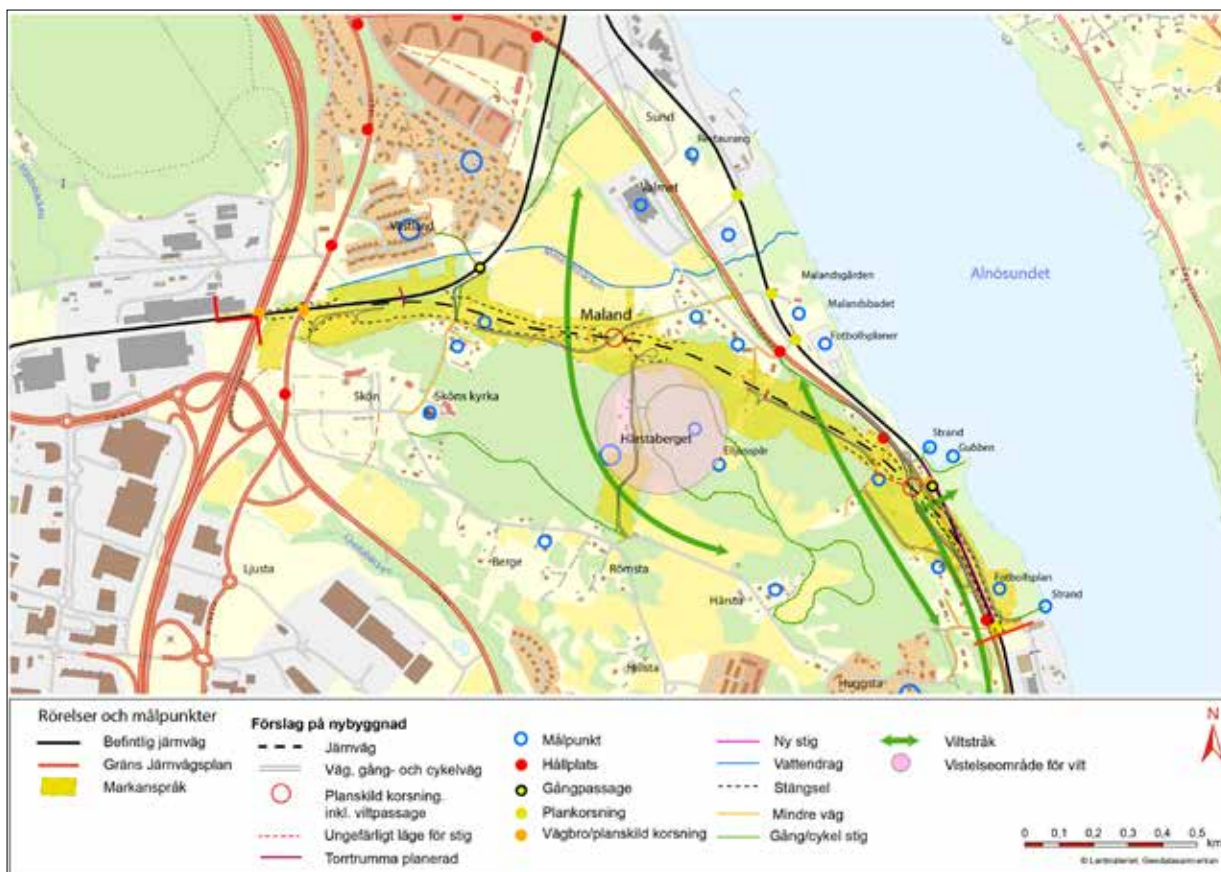 Sund
Restaurang
Valmet
Västland
Malandsgården
Alnösundet
Malandsbadet
Maland
Fotbollsplaner
Skön
Sköns kyrka
Härstaberget
Strand
Gubben
Elljusspår
Ljusta
Berge
Römsta
Härsta
Fotbollsplan
Strand
Hillsta
Huggsta
Rörelser och målpunkter
Befintlig järnväg
Gräns Järnvägsplan
Markanspråk
Förslag på nybyggnad
Järnväg
Väg, gång- och cykelväg
Planskild korsning.
inkl. viltpassage
Ungefärligt läge för stig
Torrtrumma planerad
Målpunkt
Hållplats
Gångpassage
Plankorsning
Vägbro/planskild korsning
Ny stig
Vattendrag
Stängsel
Mindre väg
Gång/cykel stig
Viltstråk
Vistelseområde för vilt
N
0 0,1 0,2 0,3 0,4 0,5
km
© Lantmäteriet, Geodatasamverkan